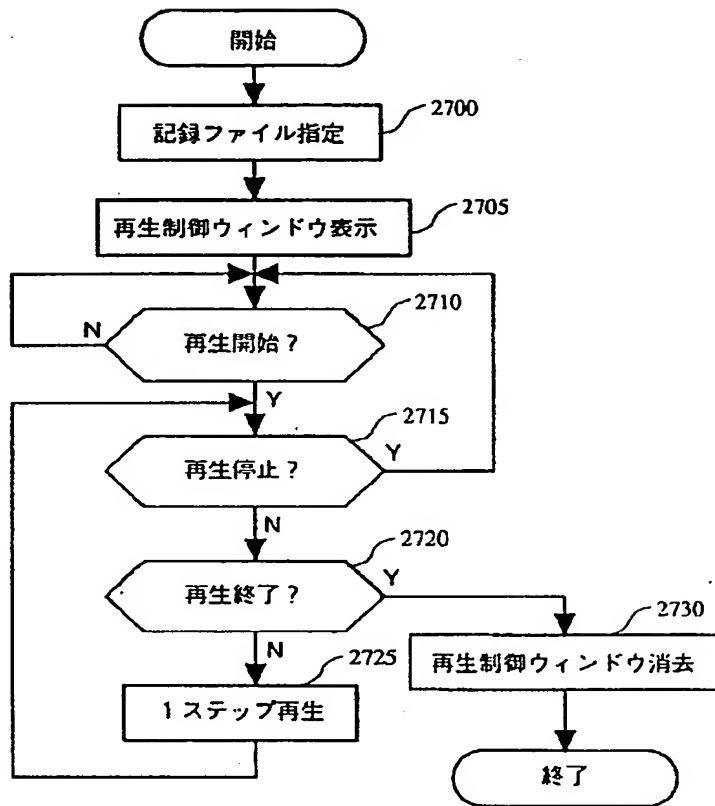 開始
記録ファイル指定
2700
再生制御ウィンドウ表示
2705
再生開始？
2710
N
Y
再生停止？
2715
Y
N
再生終了？
2720
Y
N
1ステップ再生
2725
再生制御ウィンドウ消去
2730
終了